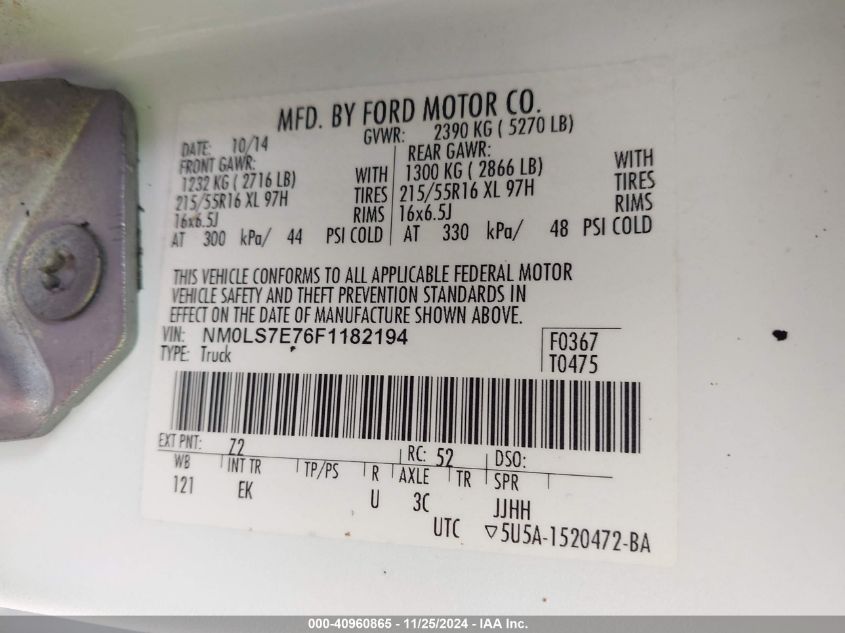 MFD. BY FORD MOTOR CO.
DATE: 10/14 GVWR: 2390 KG ( 5270 LB)
FRONT GAWR: REAR GAWR:
1232 KG ( 2716 LB) WITH 1300 KG ( 2866 LB) WITH
215/55R16 XL 97H TIRES 215/55R16 XL 97H TIRES
16x6.5J RIMS 16x6.5J RIMS
AT 300 kPa/ 44 PSI COLD AT 330 kPa/ 48 PSI COLD
THIS VEHICLE CONFORMS TO ALL APPLICABLE FEDERAL MOTOR
VEHICLE SAFETY AND THEFT PREVENTION STANDARDS IN
EFFECT ON THE DATE OF MANUFACTURE SHOWN ABOVE.
VIN: NM0LS7E76F1182194 F0367
TYPE: Truck T0475
EXT PNT: Z2 RC: 52 DSO:
WB INT TR TP/PS R AXLE TR SPR
121 EK U 3C JJHH
UTC ▽5U5A-1520472-BA
000-40960865 - 11/25/2024 - IAA Inc.